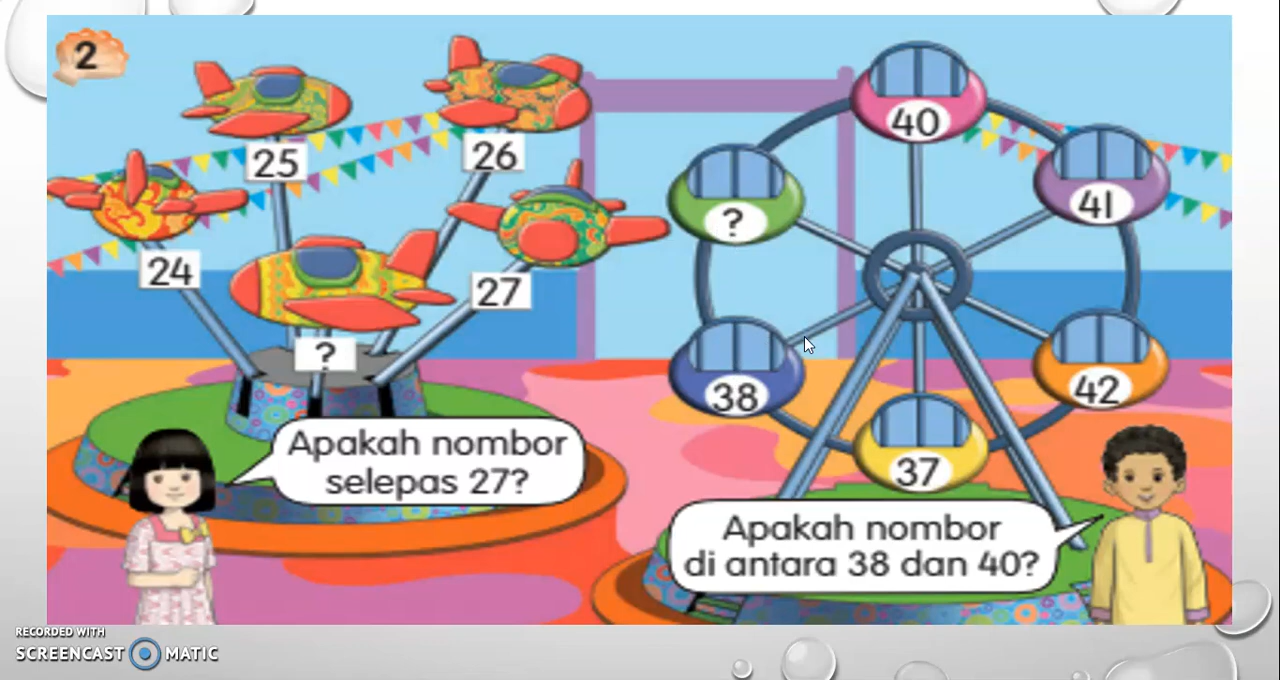 2
25
26
24
27
?
Apakah nombor
selepas 27?
40
41
?
38
42
37
Apakah nombor
di antara 38 dan 40?
RECORDED WITH
SCREENCAST MATIC